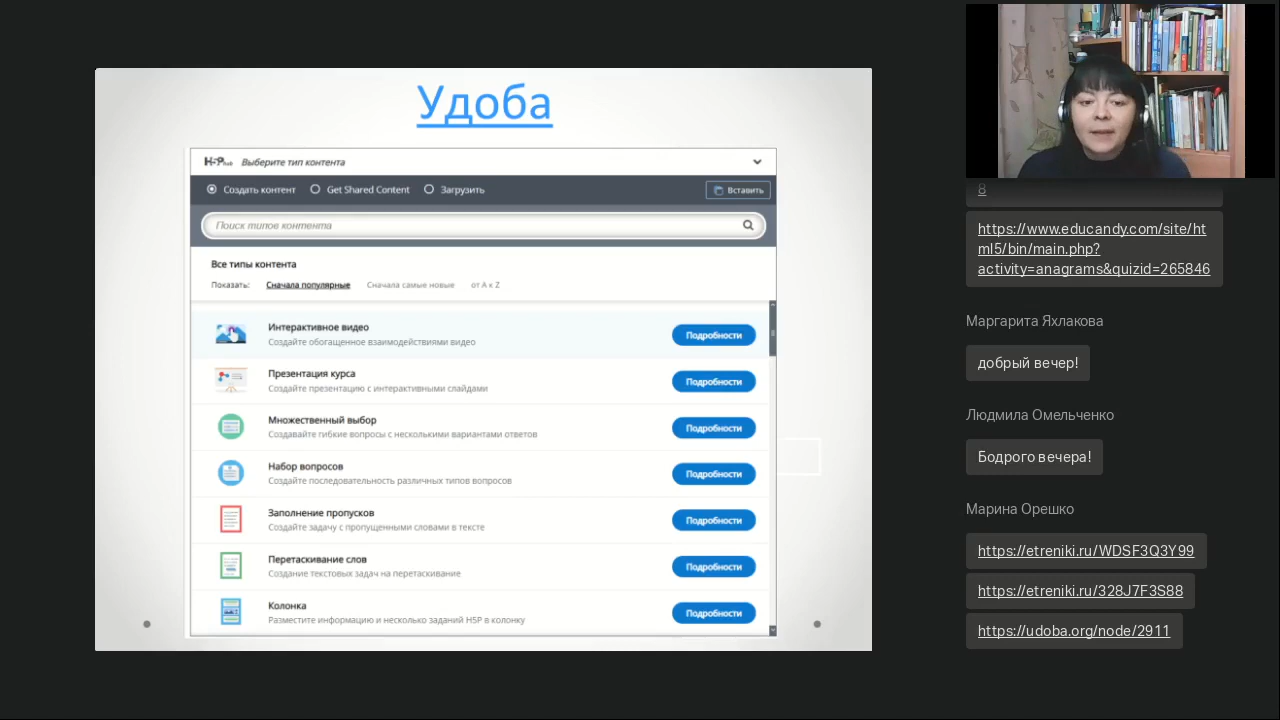 Удоба
H5Phub Выберите тип контента
Создать контент Get Shared Content Загрузить Вставить
Поиск типов контента
Все типы контента
Показать: Сначала популярные Сначала самые новые от A к Z
Интерактивное видео
Создайте обогащенное взаимодействиями видео
Подробности
Презентация курса
Создайте презентацию с интерактивными слайдами
Подробности
Множественный выбор
Создавайте гибкие вопросы с несколькими вариантами ответов
Подробности
Набор вопросов
Создайте последовательность различных типов вопросов
Подробности
Заполнение пропусков
Создайте задачу с пропущенными словами в тексте
Подробности
Перетаскивание слов
Создание текстовых задач на перетаскивание
Подробности
Колонка
Разместите информацию и несколько заданий H5P в колонку
Подробности
8
https://www.educandy.com/site/ht
ml5/bin/main.php?
activity=anagrams&quizid=265846
Маргарита Яхлакова
добрый вечер!
Людмила Омельченко
Бодрого вечера!
Марина Орешко
https://etreniki.ru/WDSF3Q3Y99
https://etreniki.ru/328J7F3S88
https://udoba.org/node/2911